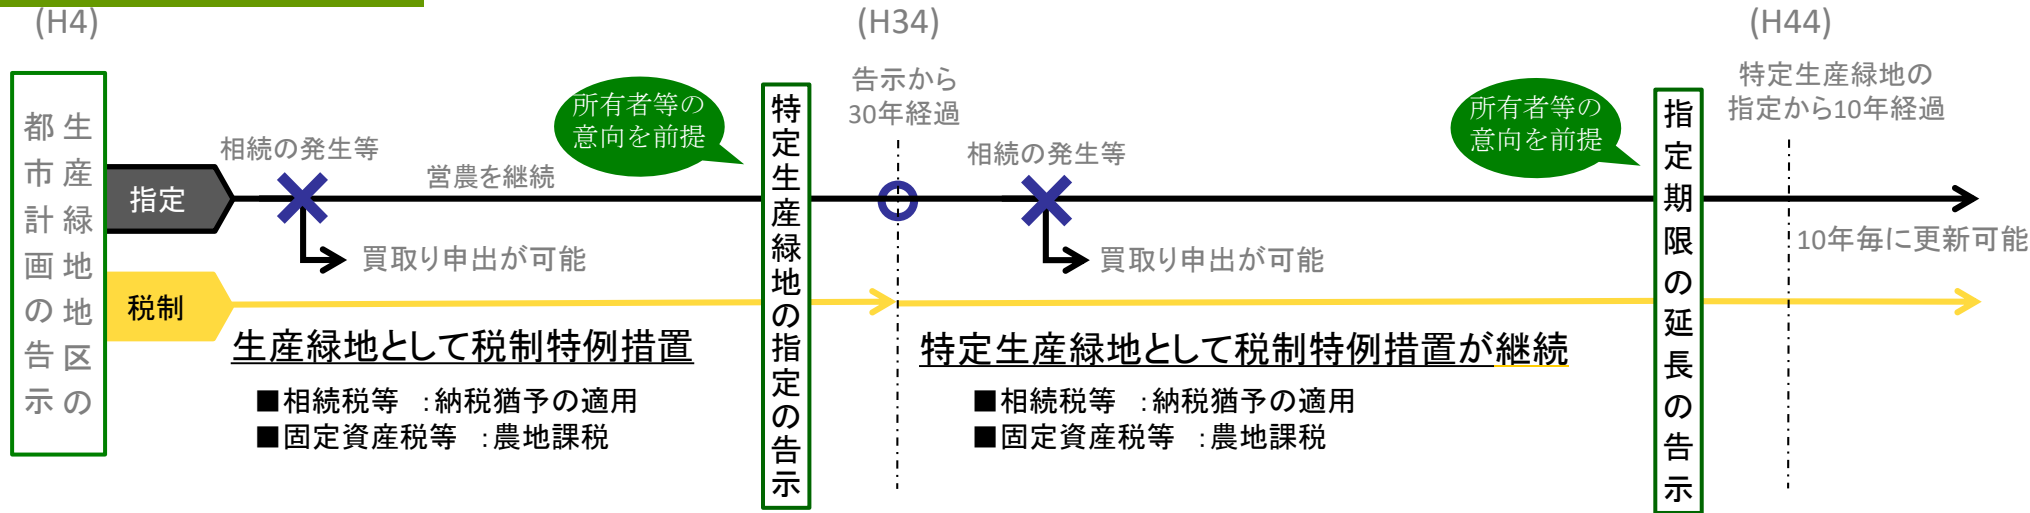 (H4)
(H34)
(H44)
生産緑地地区の
都市計画の告示
指定
税制
相続の発生等
営農を継続
買取り申出が可能
所有者等の
意向を前提
特定生産緑地の指定の告示
告示から
30年経過
相続の発生等
買取り申出が可能
所有者等の
意向を前提
指定期限の延長の告示
特定生産緑地の
指定から10年経過
10年毎に更新可能
生産緑地として税制特例措置
■相続税等 :納税猶予の適用
■固定資産税等 :農地課税
特定生産緑地として税制特例措置が継続
■相続税等 :納税猶予の適用
■固定資産税等 :農地課税